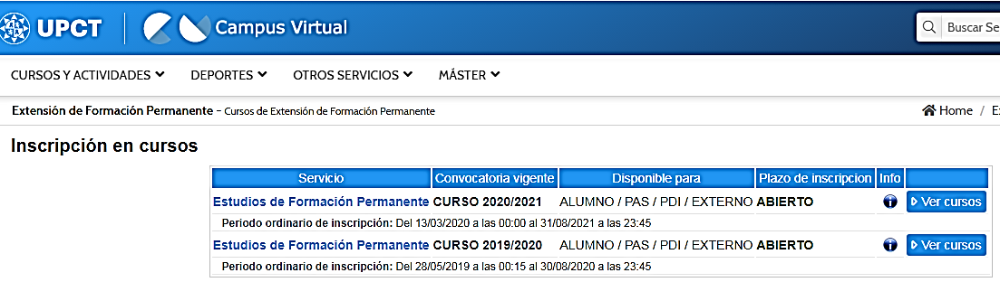 UPCT Campus Virtual Buscar Se
CURSOS Y ACTIVIDADES DEPORTES OTROS SERVICIOS MÁSTER
Extensión de Formación Permanente - Cursos de Extensión de Formación Permanente Home / E
Inscripción en cursos
Servicio Convocatoria vigente Disponible para Plazo de inscripcion Info
Estudios de Formación Permanente CURSO 2020/2021 ALUMNO / PAS / PDI / EXTERNO ABIERTO i Ver cursos
Periodo ordinario de inscripción: Del 13/03/2020 a las 00:00 al 31/08/2021 a las 23:45
Estudios de Formación Permanente CURSO 2019/2020 ALUMNO / PAS / PDI / EXTERNO ABIERTO i Ver cursos
Periodo ordinario de inscripción: Del 28/05/2019 a las 00:15 al 30/08/2020 a las 23:45